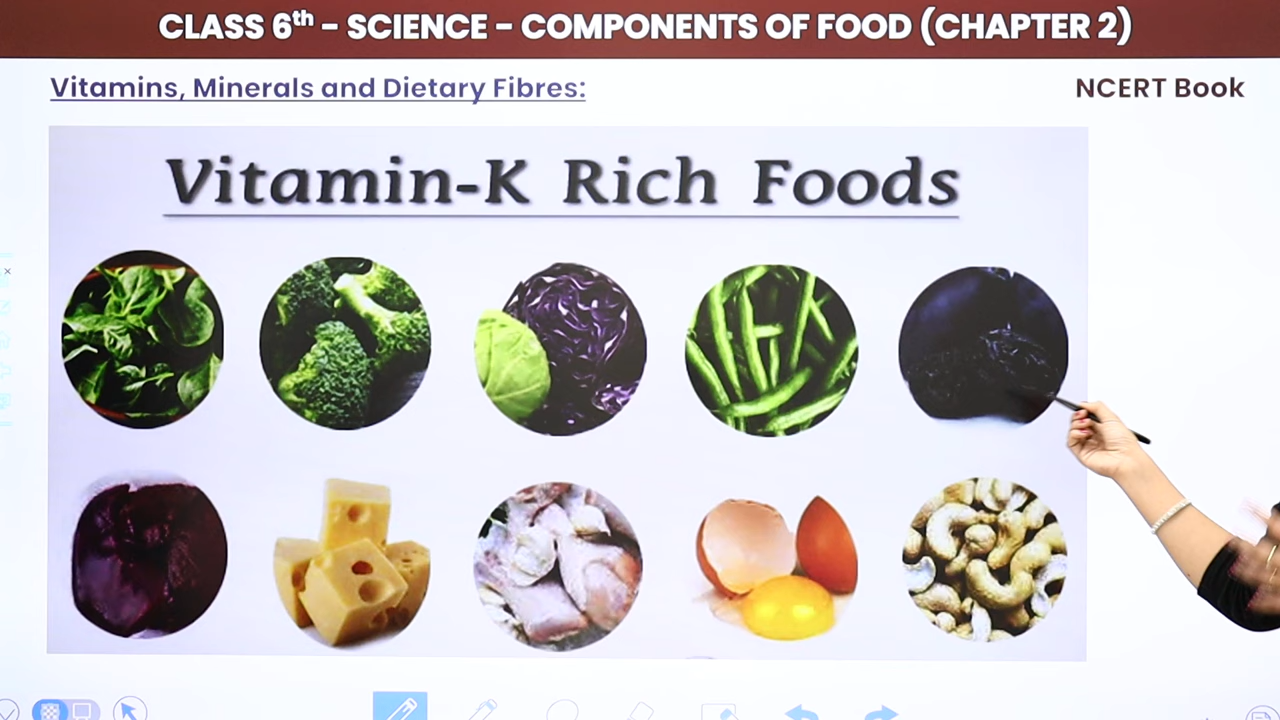 CLASS 6th - SCIENCE - COMPONENTS OF FOOD (CHAPTER 2)
Vitamins, Minerals and Dietary Fibres:
NCERT Book
Vitamin-K Rich Foods